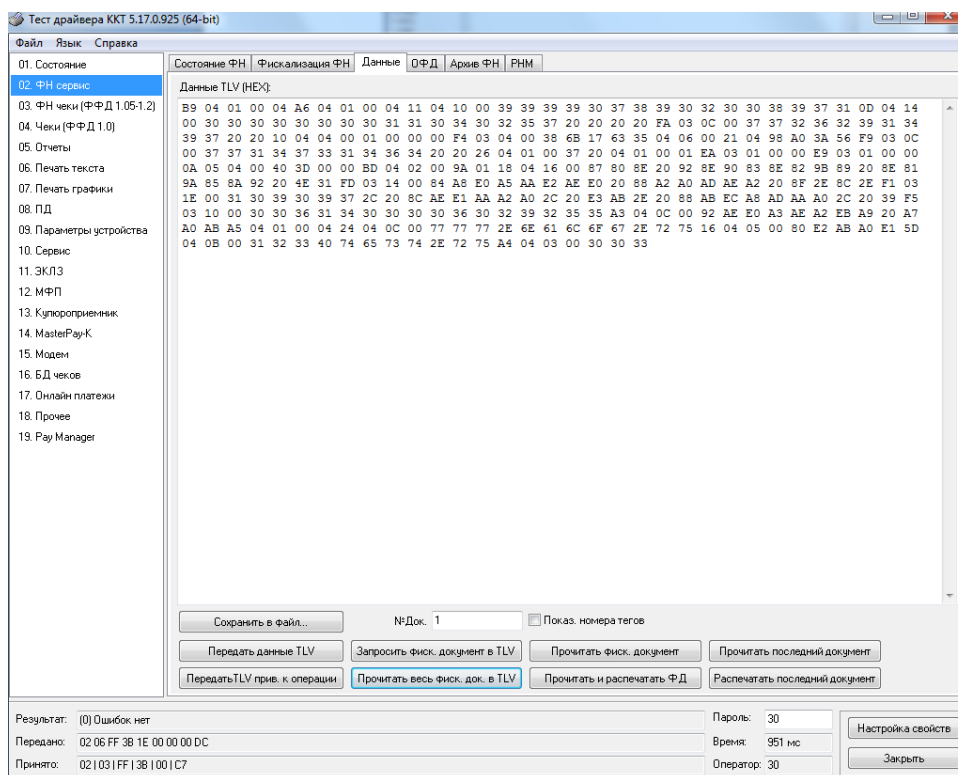 Тест драйвера ККТ 5.17.0.925 (64-bit)
Файл Язык Справка
01. Состояние
02. ФН сервис
03. ФН чеки (ФФД 1.05-1.2)
04. Чеки (ФФД 1.0)
05. Отчеты
06. Печать текста
07. Печать графики
08. ПД
09. Параметры устройства
10. Сервис
11. ЭКЛЗ
12. МФП
13. Купюроприемник
14. MasterPay-K
15. Модем
16. БД чеков
17. Онлайн платежи
18. Прочее
19. Pay Manager
Состояние ФН Фискализация ФН Данные ОФД Архив ФН РНМ
Данные TLV (HEX):
B9 04 01 00 04 A6 04 01 00 04 11 04 10 00 39 39 39 39 30 37 38 39 30 32 30 30 38 39 37 31 0D 04 14
00 30 30 30 30 30 30 30 30 31 31 30 34 30 32 35 37 20 20 20 20 FA 03 0C 00 37 37 32 36 32 39 31 34
39 37 20 20 10 04 04 00 01 00 00 00 F4 03 04 00 38 6B 17 63 35 04 06 00 21 04 98 A0 3A 56 F9 03 0C
00 37 37 31 34 37 33 31 34 36 34 20 20 26 04 01 00 37 20 04 01 00 01 EA 03 01 00 00 E9 03 01 00 00
0A 05 04 00 40 3D 00 00 BD 04 02 00 9A 01 18 04 16 00 87 80 8E 20 92 8E 90 83 8E 82 9B 89 20 8E 81
9A 85 8A 92 20 4E 31 FD 03 14 00 84 A8 E0 A5 AA E2 AE E0 20 88 A2 A0 AD AE A2 20 8F 2E 8C 2E F1 03
1E 00 31 30 39 30 39 37 2C 20 8C AE E1 AA A2 A0 2C 20 E3 AB 2E 20 88 AB EC A8 AD AA A0 2C 20 39 F5
03 10 00 30 30 36 31 34 30 30 30 30 36 30 32 39 32 35 35 A3 04 0C 00 92 AE E0 A3 AE A2 EB A9 20 A7
A0 AB A5 04 01 00 04 24 04 0C 00 77 77 77 2E 6E 61 6C 6F 67 2E 72 75 16 04 05 00 80 E2 AB A0 E1 5D
04 0B 00 31 32 33 40 74 65 73 74 2E 72 75 A4 04 03 00 30 30 33
Сохранить в файл... №Док. 1 Показ. номера тегов
Передать данные TLV Запросить фиск. документ в TLV Прочитать фиск. документ Прочитать последний документ
ПередатьTLV прив. к операции Прочитать весь фиск. док. в TLV Прочитать и распечатать ФД Распечатать последний документ
Результат: (0) Ошибок нет Пароль: 30 Настройка свойств
Передано: 02 06 FF 3B 1E 00 00 00 DC Время: 951 мс
Принято: 02 | 03 | FF | 3B | 00 | C7 Оператор: 30 Закрыть